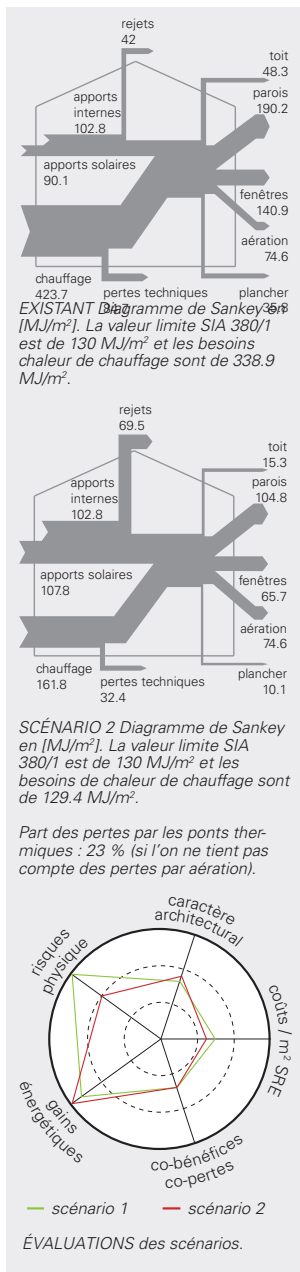 rejets
42
toit
48.3
parois
190.2
apports
internes
102.8
apports solaires
90.1
fenêtres
140.9
aération
74.6
chauffage
423.7
pertes techniques
84.7
plancher
35.8
EXISTANT Diagramme de Sankey en
[MJ/m²]. La valeur limite SIA 380/1
est de 130 MJ/m² et les besoins
chaleur de chauffage sont de 338.9
MJ/m².
rejets
69.5
toit
15.3
parois
104.8
apports
internes
102.8
apports solaires
107.8
fenêtres
65.7
aération
74.6
chauffage
161.8
pertes techniques
32.4
plancher
10.1
SCÉNARIO 2 Diagramme de Sankey
en [MJ/m²]. La valeur limite SIA
380/1 est de 130 MJ/m² et les
besoins de chaleur de chauffage sont
de 129.4 MJ/m².
Part des pertes par les ponts ther-
miques : 23 % (si l'on ne tient pas
compte des pertes par aération).
caractère
architectural
risques
physique
coûts / m² SRE
gains
énergétiques
co-bénéfices
co-pertes
scénario 1
scénario 2
ÉVALUATIONS des scénarios.